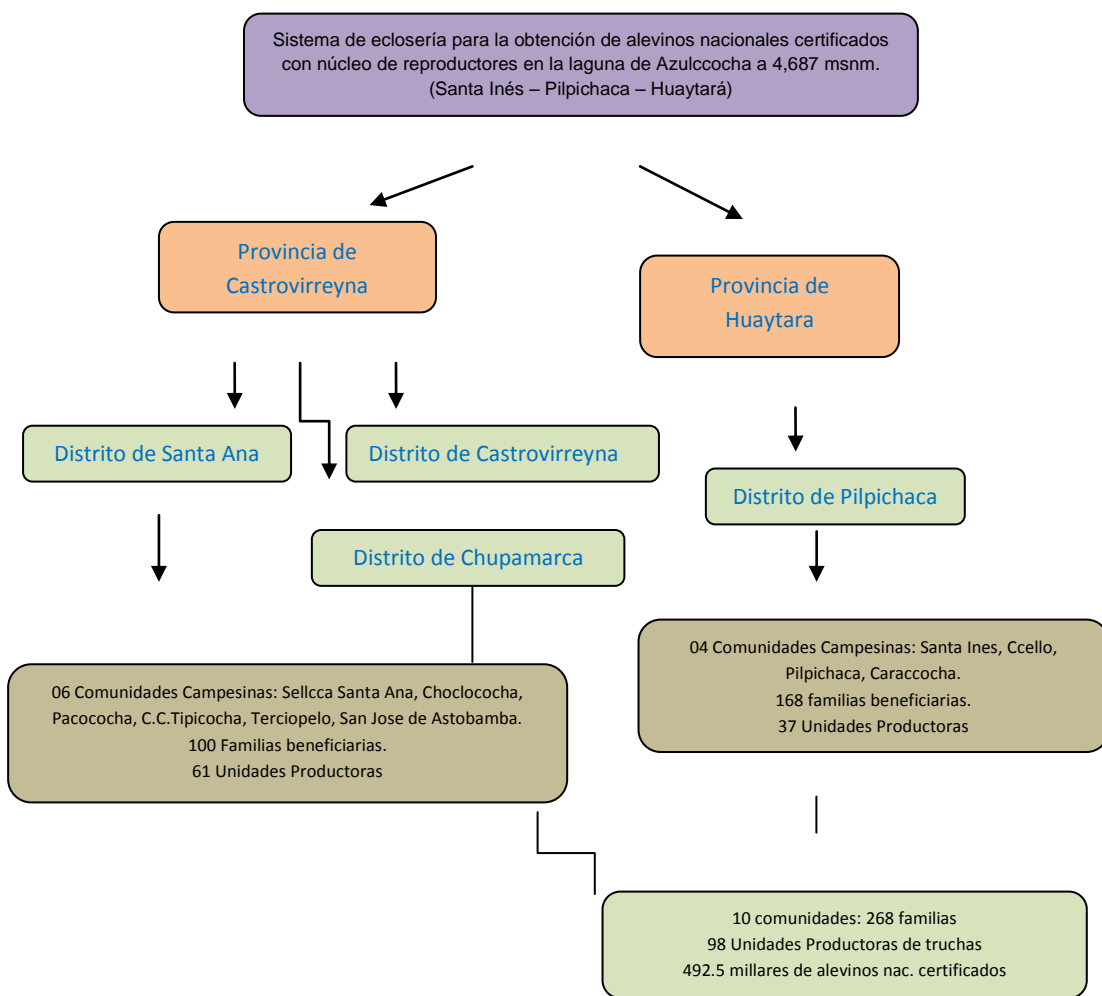 Sistema de eclosería para la obtención de alevinos nacionales certificados
con núcleo de reproductores en la laguna de Azulccocha a 4,687 msnm.
(Santa Inés – Pilpichaca – Huaytará)
Provincia de
Castrovirreyna
Provincia de
Huaytara
Distrito de Santa Ana
Distrito de Castrovirreyna
Distrito de Pilpichaca
Distrito de Chupamarca
04 Comunidades Campesinas: Santa Ines, Ccello,
Pilpichaca, Caraccocha.
168 familias beneficiarias.
37 Unidades Productoras
06 Comunidades Campesinas: Sellcca Santa Ana, Choclococha,
Pacococha, C.C.Tipicocha, Terciopelo, San Jose de Astobamba.
100 Familias beneficiarias.
61 Unidades Productoras
10 comunidades: 268 familias
98 Unidades Productoras de truchas
492.5 millares de alevinos nac. certificados